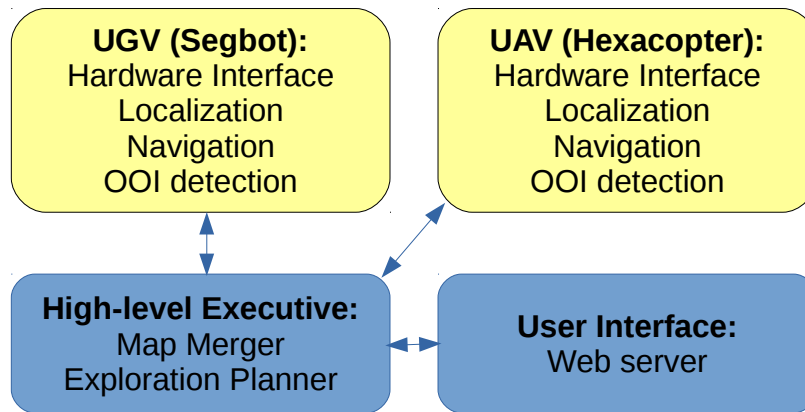 UGV (Segbot):
Hardware Interface
Localization
Navigation
OOI detection
UAV (Hexacopter):
Hardware Interface
Localization
Navigation
OOI detection
High-level Executive:
Map Merger
Exploration Planner
User Interface:
Web server